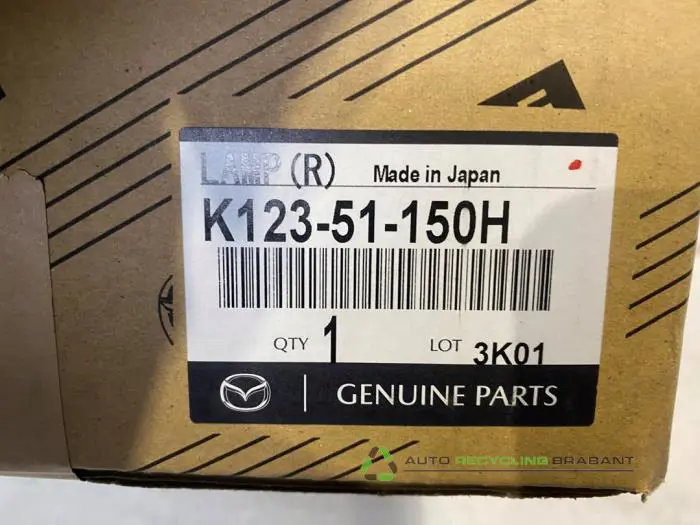 LAMP (R) Made in Japan
K123-51-150H
QTY 1 LOT 3K01
GENUINE PARTS
AUTO RECYCLING BRABANT